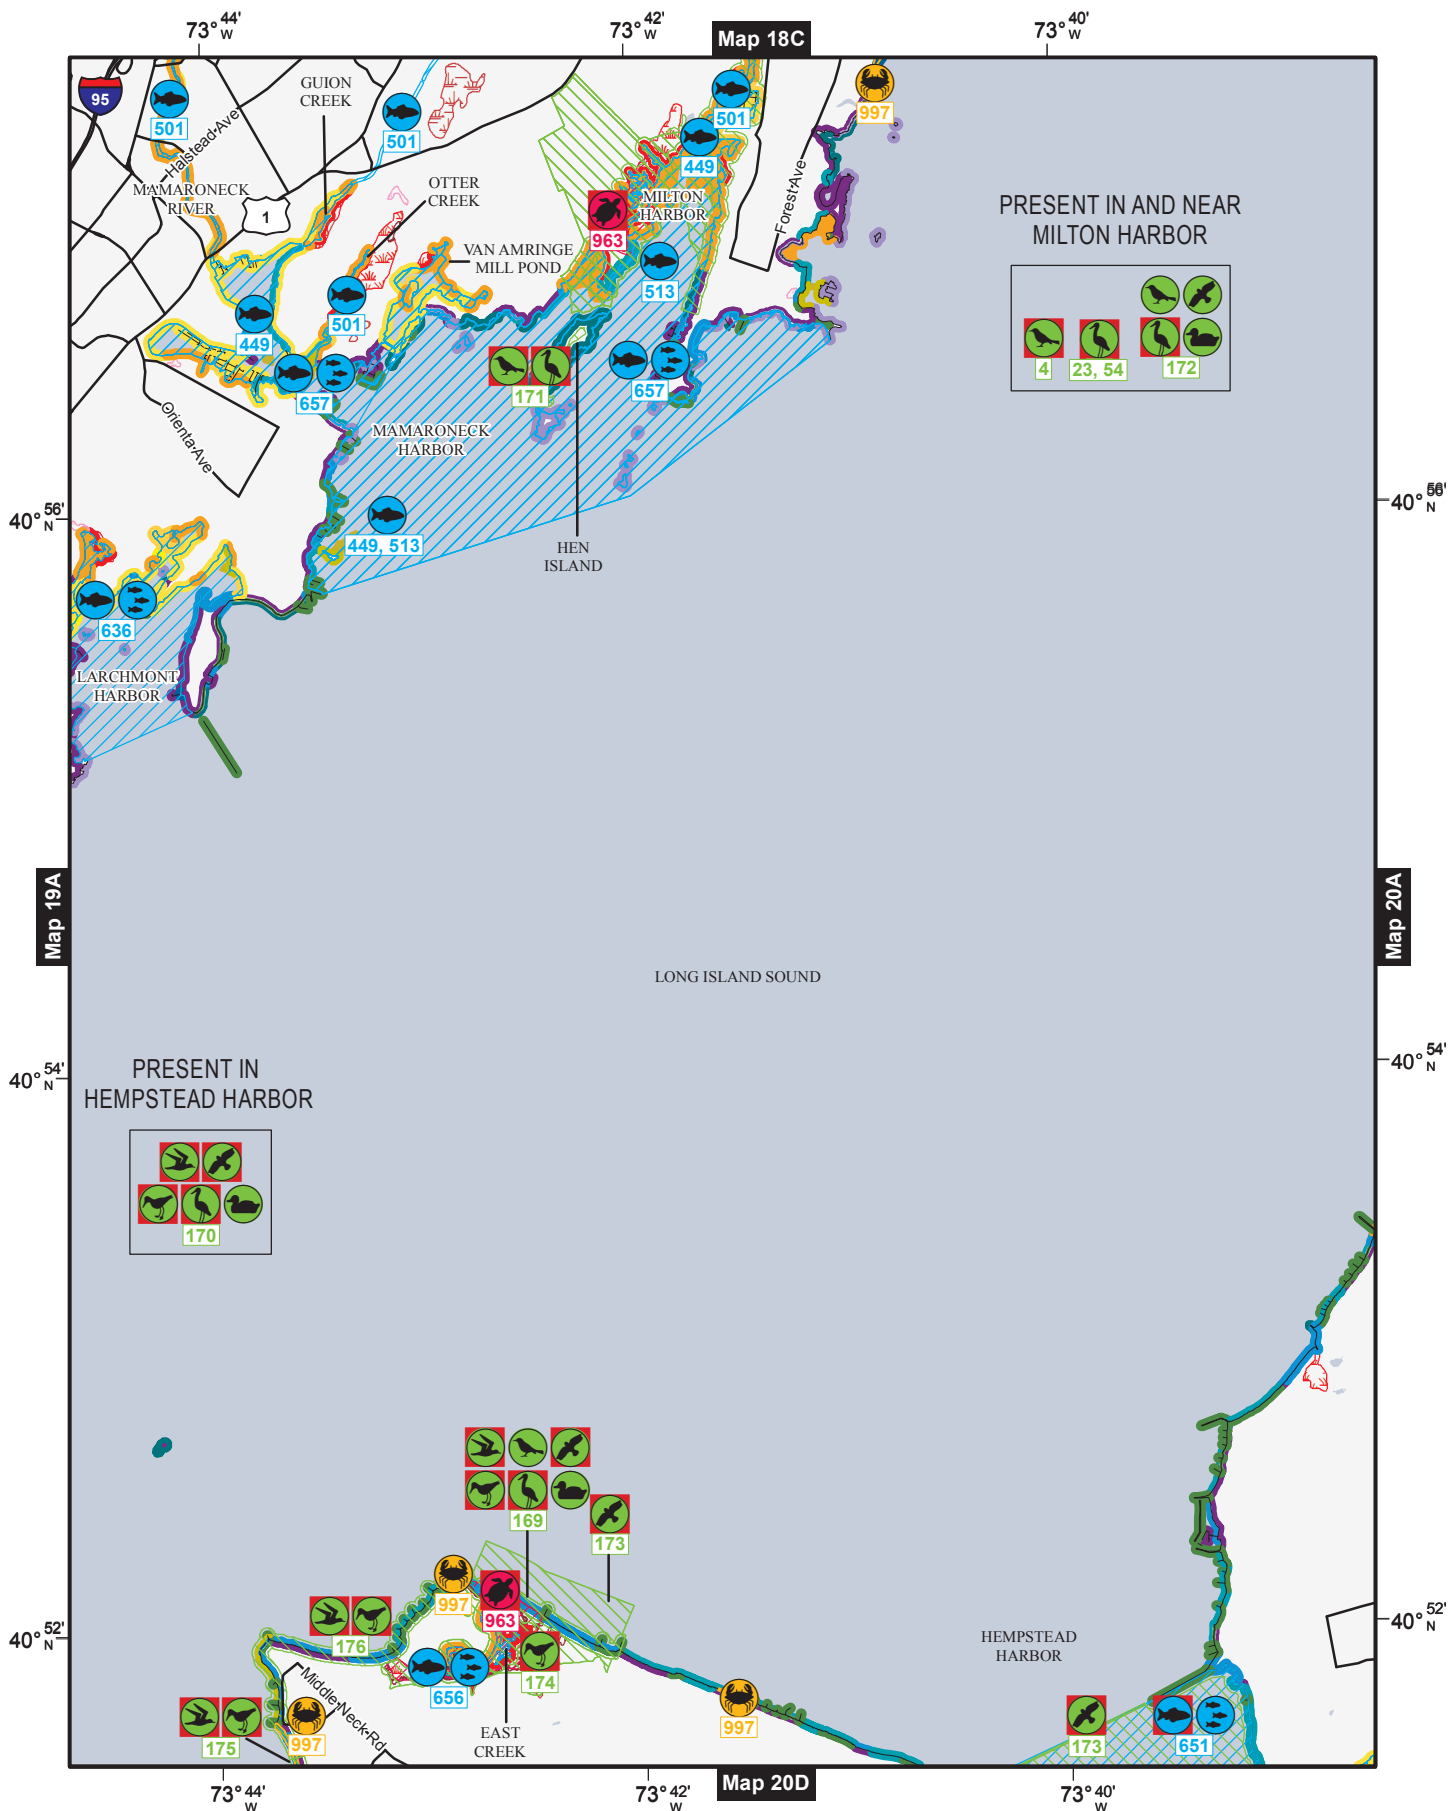 73° 44' W
73° 42' W
Map 18C
73° 40' W
95
GUION
CREEK
501
501
501
997
449
Halstead Ave
MAMARONECK
RIVER
1
OTTER
CREEK
MILTON
HARBOR
Forest Ave
963
VAN AMRINGE
MILL POND
513
PRESENT IN AND NEAR
MILTON HARBOR
4
23, 54
172
501
449
657
171
657
Orienta Ave
MAMARONECK
HARBOR
40° 56' N
40° 56' N
449, 513
HEN
ISLAND
636
LARCHMONT
HARBOR
Map 19A
Map 20A
LONG ISLAND SOUND
40° 54' N
40° 54' N
PRESENT IN
HEMPSTEAD HARBOR
170
169
173
997
963
176
174
40° 52' N
40° 52' N
HEMPSTEAD
HARBOR
656
Middle Neck Rd
175
997
EAST
CREEK
997
173
651
73° 44' W
73° 42' W
Map 20D
73° 40' W